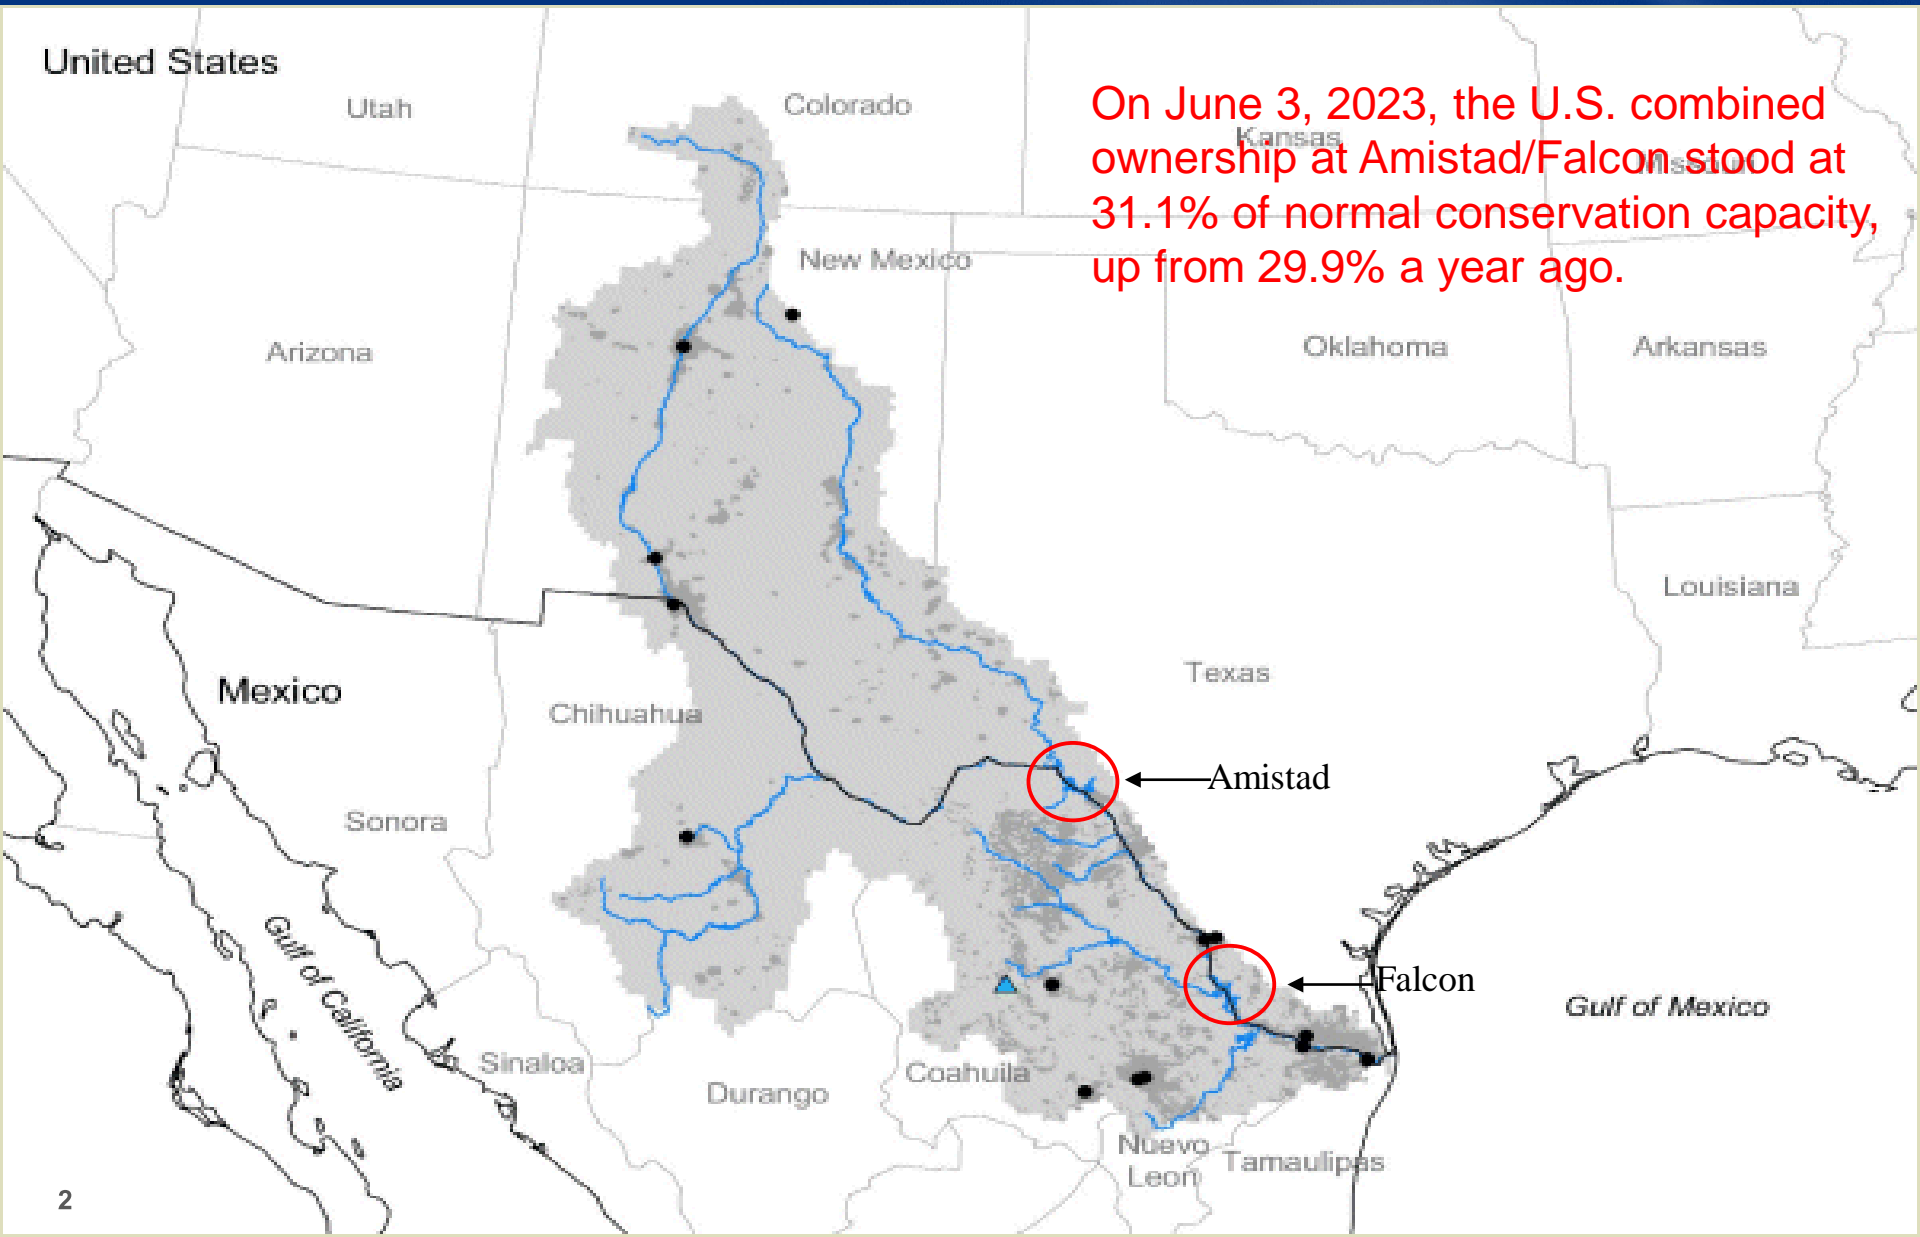 United States
Utah
Colorado
On June 3, 2023, the U.S. combined
ownership at Amistad/Falcon stood at
31.1% of normal conservation capacity,
up from 29.9% a year ago.
Kansas
Missouri
New Mexico
Arizona
Oklahoma
Arkansas
Louisiana
Texas
Mexico
Chihuahua
Amistad
Sonora
Gulf of California
Falcon
Gulf of Mexico
Sinaloa
Coahuila
Durango
Nuevo
Leon
Tamaulipas
2